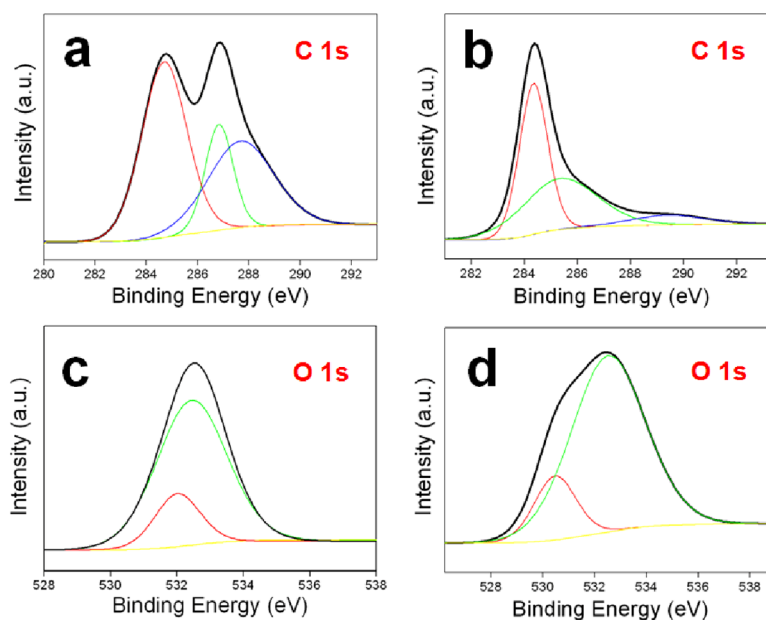 a
C 1s
Intensity (a.u.)
280 282 284 286 288 290 292
Binding Energy (eV)
b
C 1s
Intensity (a.u.)
282 284 286 288 290 292
Binding Energy (eV)
c
O 1s
Intensity (a.u.)
528 530 532 534 536 538
Binding Energy (eV)
d
O 1s
Intensity (a.u.)
528 530 532 534 536 538
Binding Energy (eV)